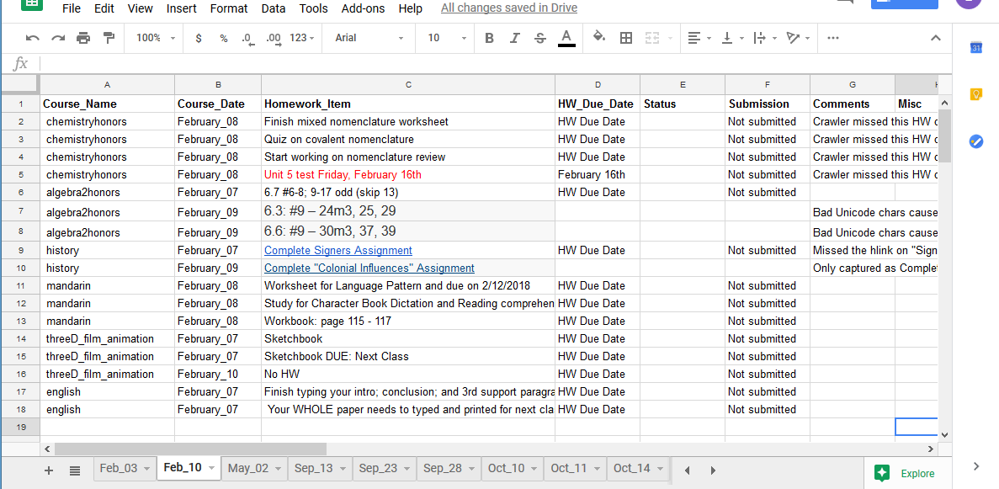 File Edit View Insert Format Data Tools Add-ons Help All changes saved in Drive
100% $ % .0 .00 123 Arial 10 B I S A
31
fx
A B C D E F G
1 Course_Name Course_Date Homework_Item HW_Due_Date Status Submission Comments Misc
2 chemistryhonors February_08 Finish mixed nomenclature worksheet HW Due Date Not submitted Crawler missed this HW
3 chemistryhonors February_08 Quiz on covalent nomenclature HW Due Date Not submitted Crawler missed this HW
4 chemistryhonors February_08 Start working on nomenclature review HW Due Date Not submitted Crawler missed this HW
5 chemistryhonors February_08 Unit 5 test Friday, February 16th February 16th Not submitted Crawler missed this HW
6 algebra2honors February_07 6.7 #6-8; 9-17 odd (skip 13) HW Due Date Not submitted
7 algebra2honors February_09 6.3: #9 – 24m3, 25, 29 Bad Unicode chars cause
8 algebra2honors February_09 6.6: #9 – 30m3, 37, 39 Bad Unicode chars cause
9 history February_07 Complete Signers Assignment HW Due Date Not submitted Missed the hlink on "Sign
10 history February_09 Complete "Colonial Influences" Assignment Only captured as Comple
11 mandarin February_08 Worksheet for Language Pattern and due on 2/12/2018 HW Due Date Not submitted
12 mandarin February_08 Study for Character Book Dictation and Reading comprehen HW Due Date Not submitted
13 mandarin February_08 Workbook: page 115 - 117 HW Due Date Not submitted
14 threeD_film_animation February_07 Sketchbook HW Due Date Not submitted
15 threeD_film_animation February_07 Sketchbook DUE: Next Class HW Due Date Not submitted
16 threeD_film_animation February_10 No HW HW Due Date Not submitted
17 english February_07 Finish typing your intro; conclusion; and 3rd support paragra HW Due Date Not submitted
18 english February_07 Your WHOLE paper needs to typed and printed for next cla HW Due Date Not submitted
19
+ Feb_03 Feb_10 May_02 Sep_13 Sep_23 Sep_28 Oct_10 Oct_11 Oct_14 Explore